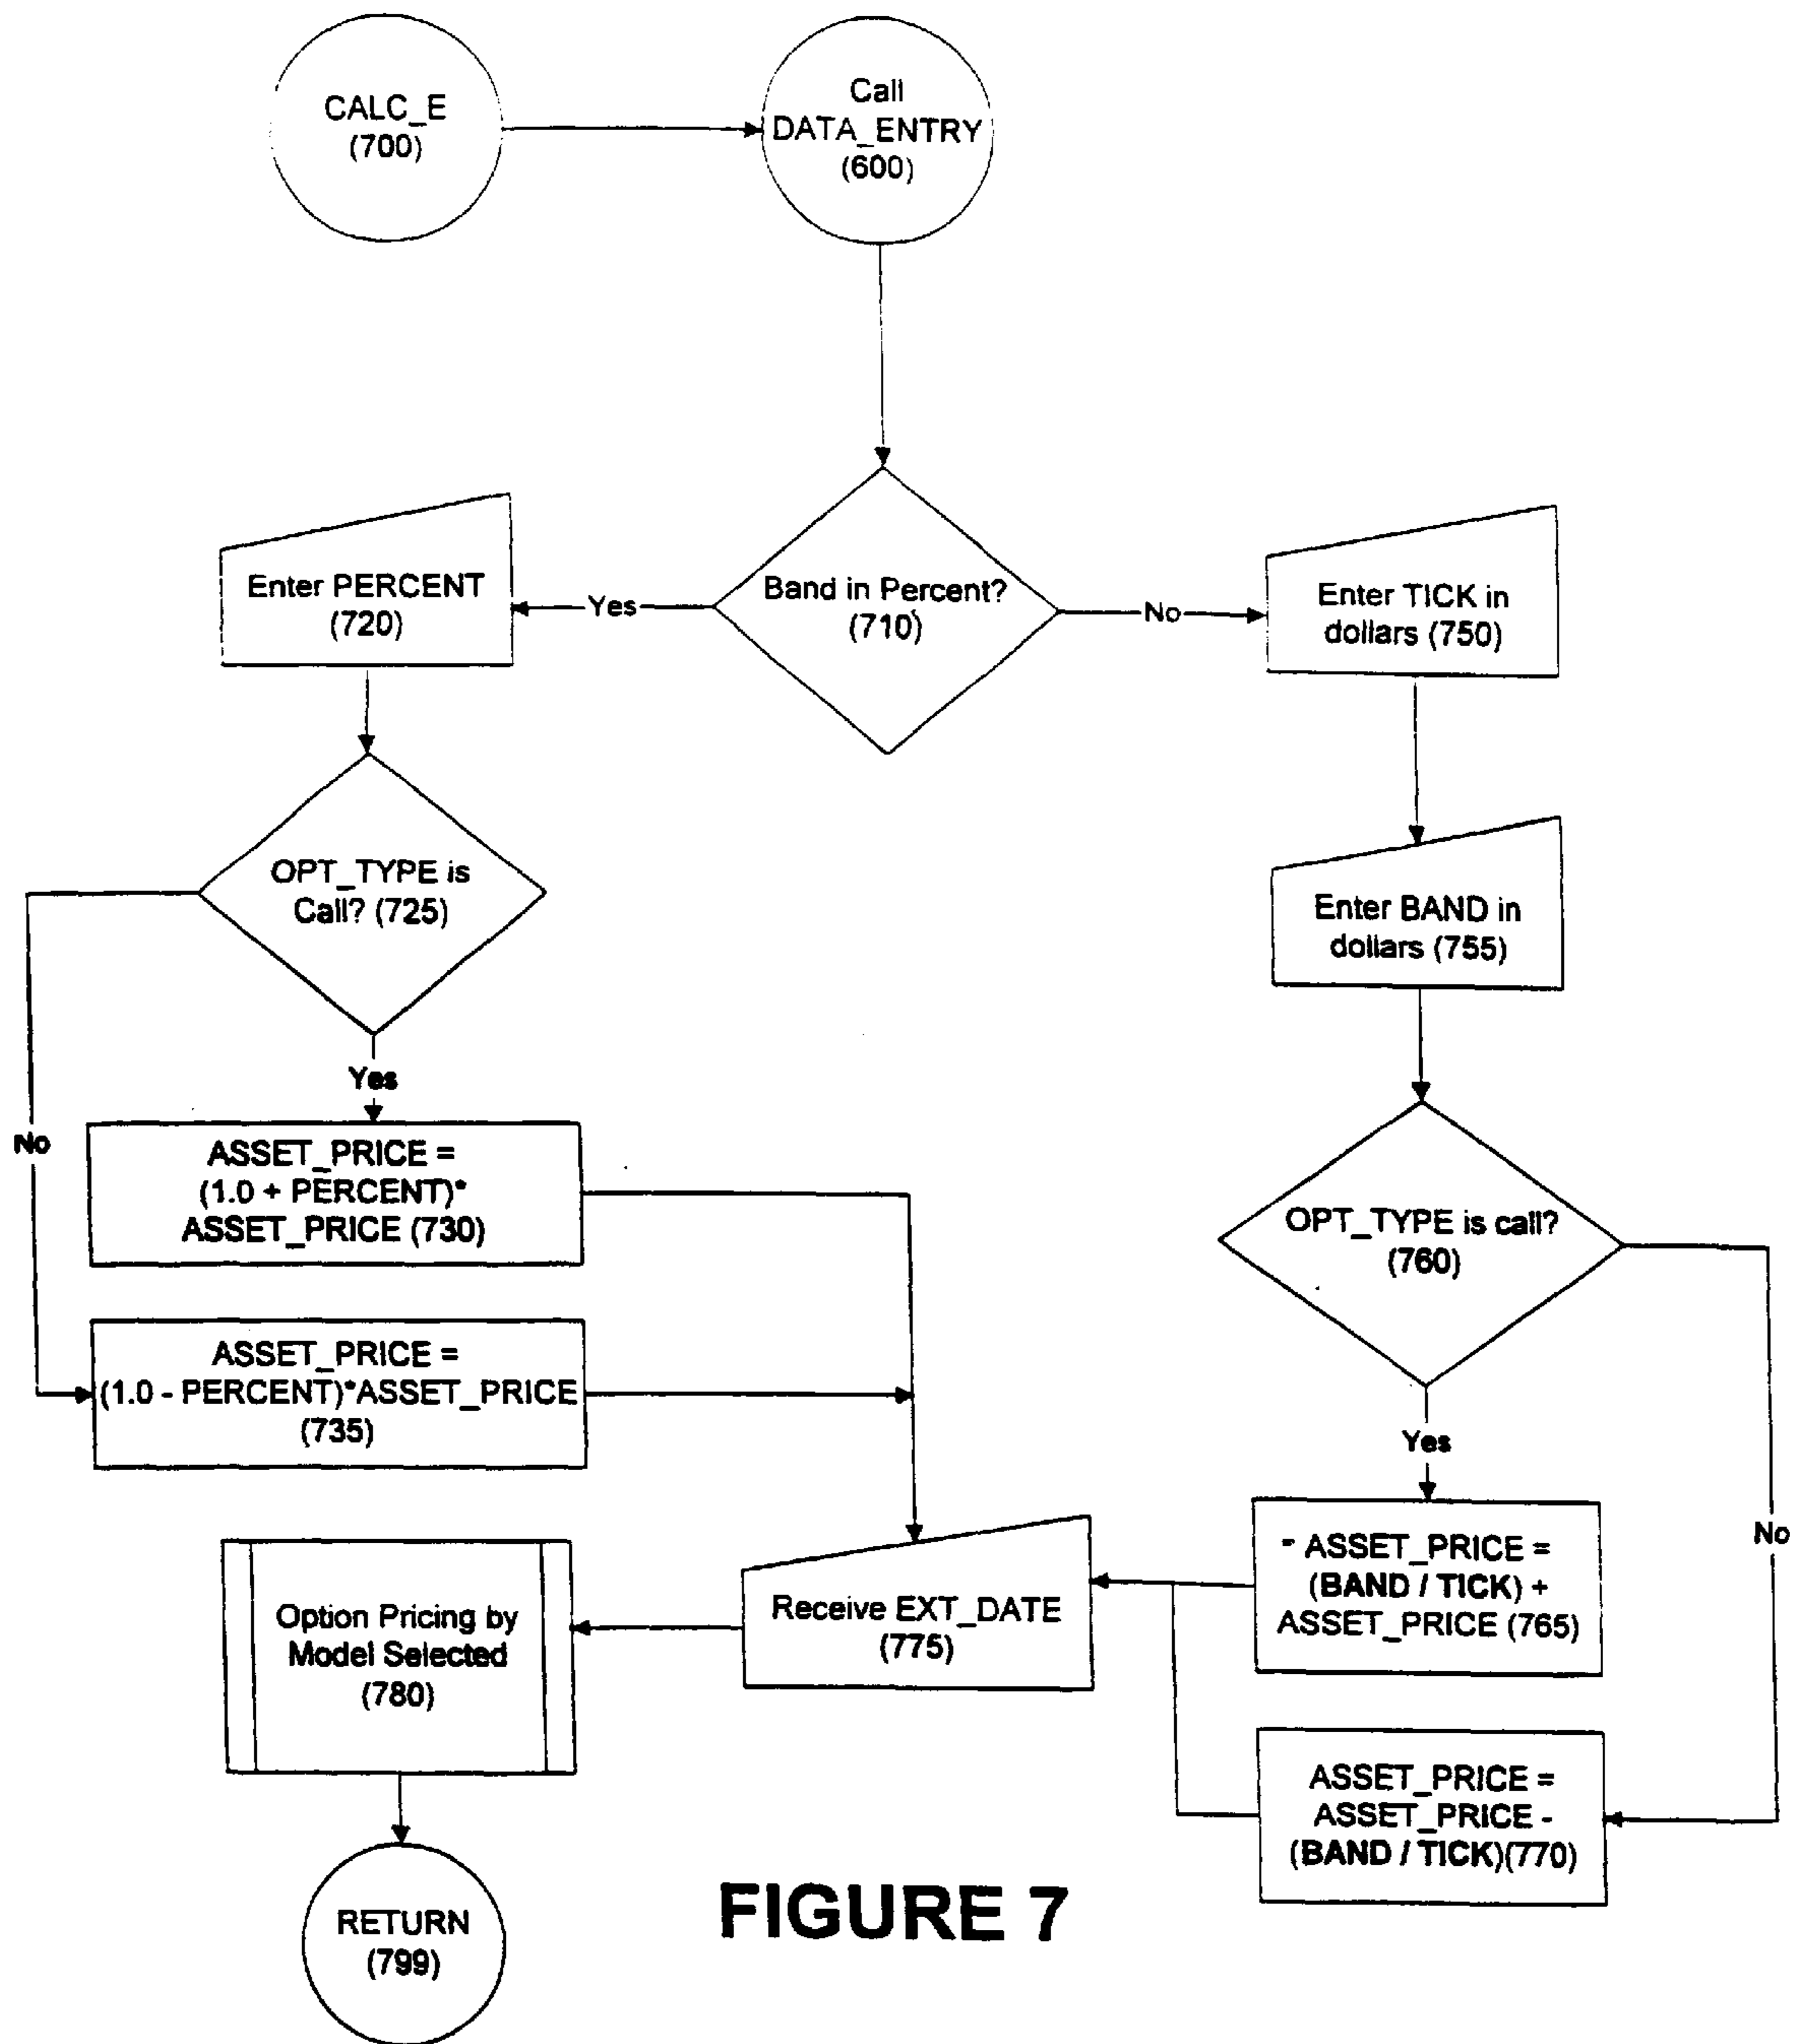 CALC_E
(700)
Call
DATA_ENTRY
(600)
Band in Percent?
(710)
Yes
No
Enter PERCENT
(720)
Enter TICK in
dollars (750)
OPT_TYPE is
Call? (725)
Enter BAND in
dollars (755)
Yes
No
ASSET_PRICE =
(1.0 + PERCENT)*
ASSET_PRICE (730)
OPT_TYPE is call?
(760)
ASSET_PRICE =
(1.0 - PERCENT)*ASSET_PRICE
(735)
Yes
No
ASSET_PRICE =
(BAND / TICK) +
ASSET_PRICE (765)
Receive EXT_DATE
(775)
Option Pricing by
Model Selected
(780)
ASSET_PRICE =
ASSET_PRICE -
(BAND / TICK)(770)
RETURN
(799)
FIGURE 7